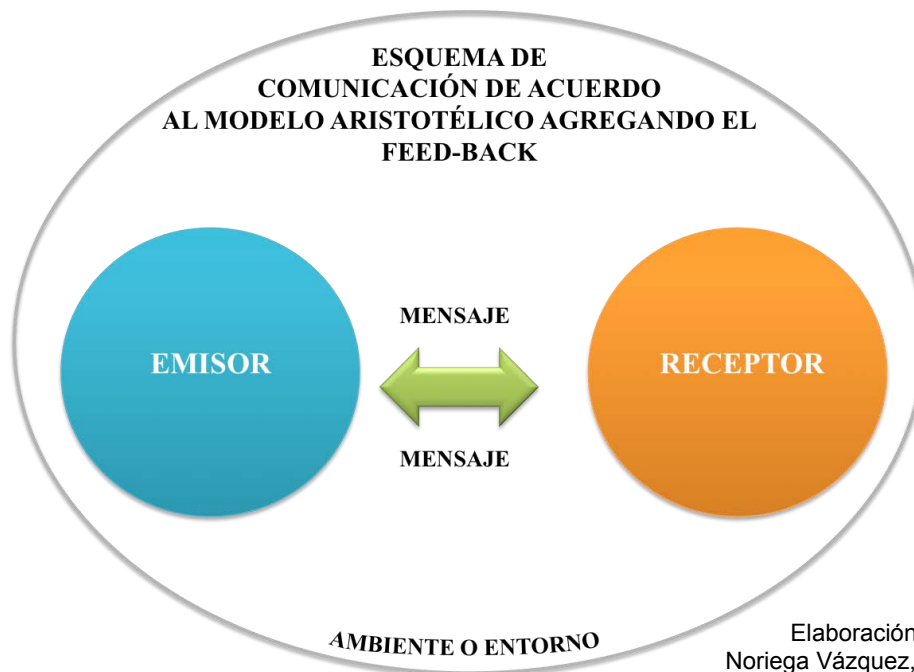 ESQUEMA DE
COMUNICACIÓN DE ACUERDO
AL MODELO ARISTOTÉLICO AGREGANDO EL
FEED-BACK
MENSAJE
EMISOR
RECEPTOR
MENSAJE
AMBIENTE O ENTORNO
Elaboración
Noriega Vázquez,